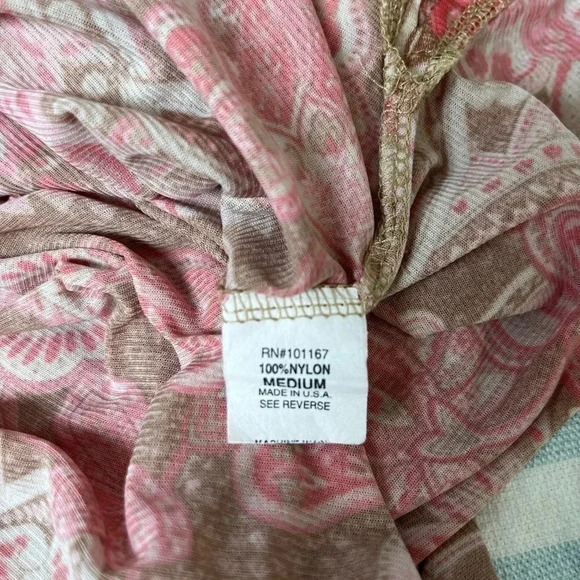 RN#101167
100%NYLON
MEDIUM
MADE IN U.S.A.
SEE REVERSE